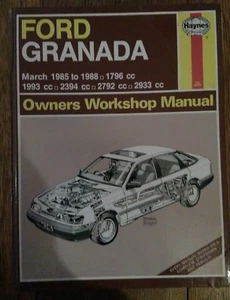 FORD
GRANADA
Haynes
March 1985 to 1988 □ 1796 cc
1993 cc □ 2394 cc □ 2792 cc □ 2933 cc
Owners Workshop Manual